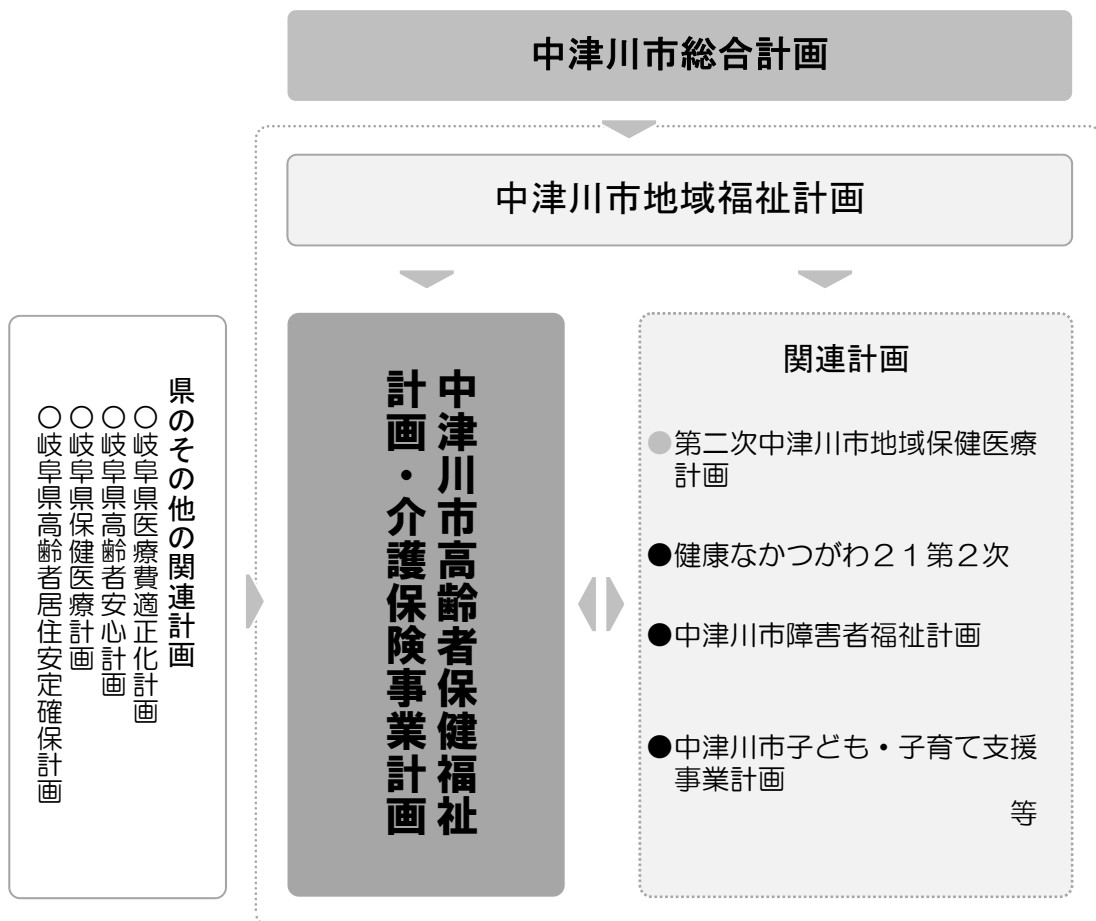 中津川市総合計画
中津川市地域福祉計画
県のその他の関連計画
○岐阜県医療費適正化計画
○岐阜県高齢者安心計画
○岐阜県保健医療計画
○岐阜県高齢者居住安定確保計画
中津川市高齢者保健福祉
計画・介護保険事業計画
関連計画
●第二次中津川市地域保健医療
計画
●健康なかつがわ２１第２次
●中津川市障害者福祉計画
●中津川市子ども・子育て支援
事業計画
等